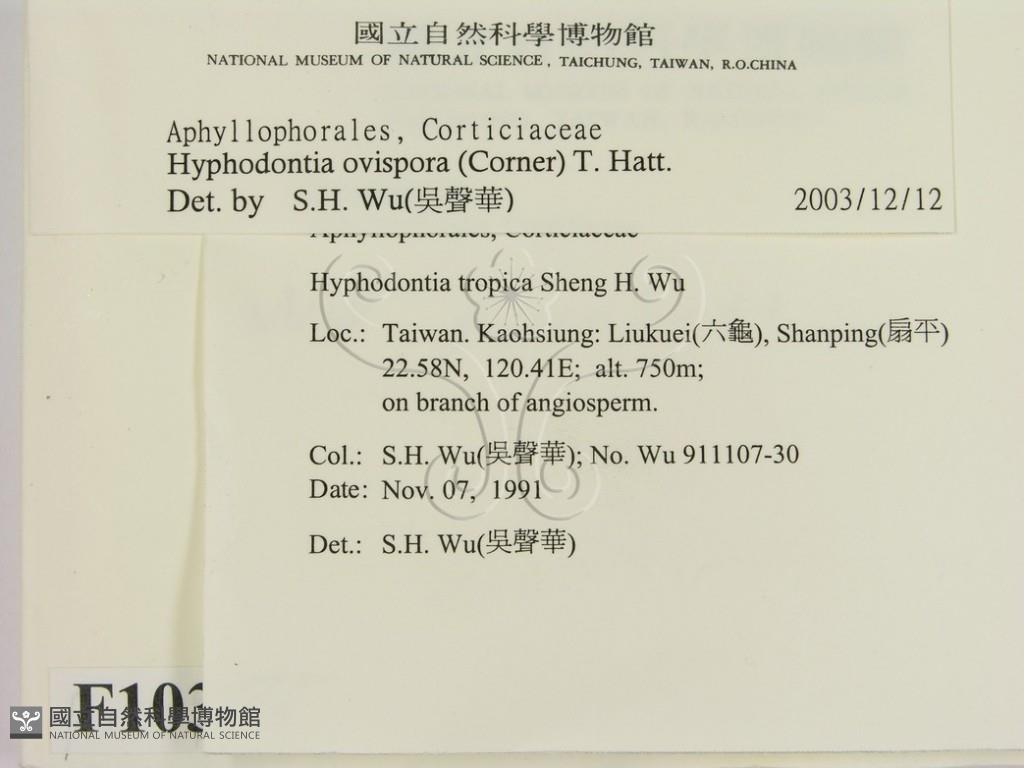 國立自然科學博物館
NATIONAL MUSEUM OF NATURAL SCIENCE, TAICHUNG, TAIWAN, R.O.CHINA
Aphyllophorales, Corticiaceae
Hyphodontia ovispora (Corner) T. Hatt.
Det. by S.H. Wu(吳聲華) 2003/12/12
Aphyllophorales, Corticiaceae
Hyphodontia tropica Sheng H. Wu
Loc.: Taiwan. Kaohsiung: Liukuei(六龜), Shanping(扇平)
22.58N, 120.41E; alt. 750m;
on branch of angiosperm.
Col.: S.H. Wu(吳聲華); No. Wu 911107-30
Date: Nov. 07, 1991
Det.: S.H. Wu(吳聲華)
F103
國立自然科學博物館
NATIONAL MUSEUM OF NATURAL SCIENCE